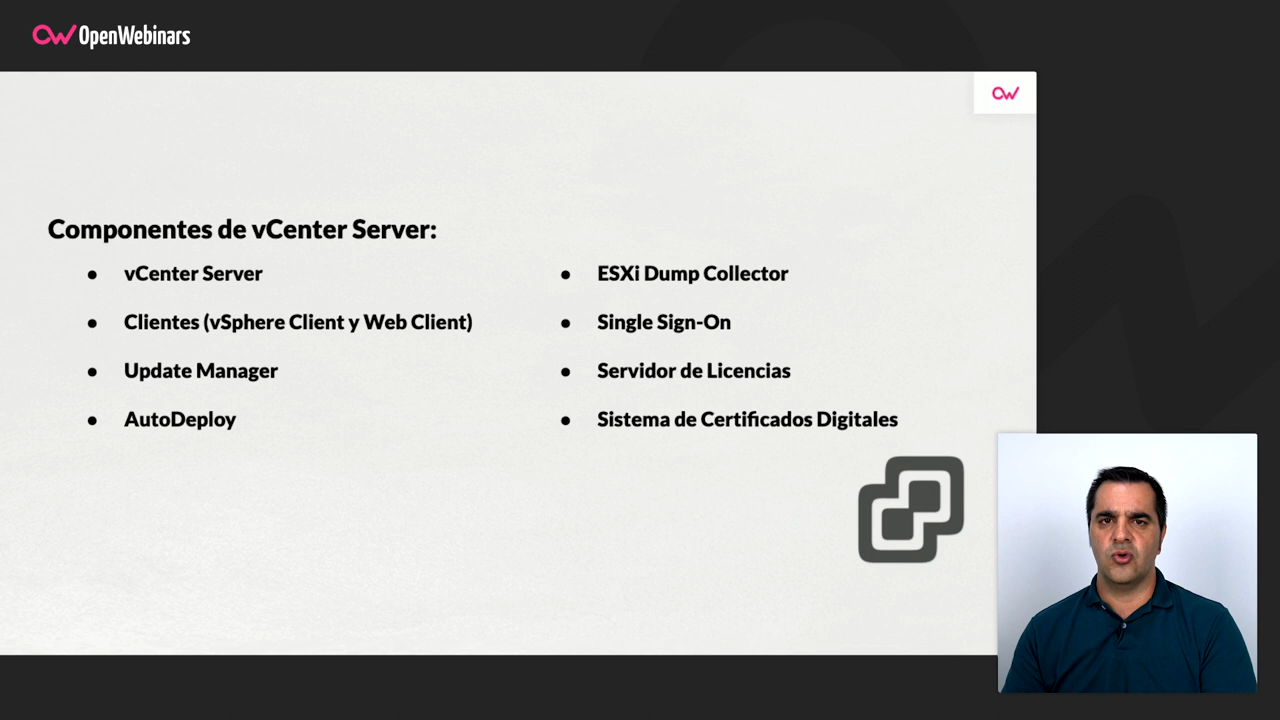 OpenWebinars
Componentes de vCenter Server:
● vCenter Server
● Clientes (vSphere Client y Web Client)
● Update Manager
● AutoDeploy
● ESXi Dump Collector
● Single Sign-On
● Servidor de Licencias
● Sistema de Certificados Digitales